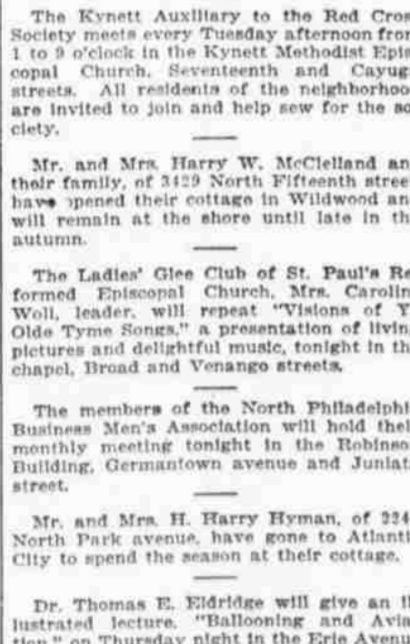 The Kynett Auxiliary to the Red Cros
Society meets every Tuesday afternoon fror
1 to 9 o'clock in the Kynett Methodist Epis
copal Church, Seventeenth and Cayug
streets. All residents of the neighborhoo
are invited to join and help sew for the so
ciety.
Mr. and Mrs. Harry W. McClelland an
their family, of 3429 North Fifteenth stree
have opened their cottage in Wildwood an
will remain at the shore until late in th
autumn.
The Ladies' Glee Club of St. Paul's Re
formed Episcopal Church, Mrs. Carolin
Woll, leader, will repeat "Visions of Y
Olde Tyme Songs," a presentation of livin
pictures and delightful music, tonight in th
chapel, Broad and Venango streets.
The members of the North Philadelphi
Business Men's Association will hold thei
monthly meeting tonight in the Robinso
Building, Germantown avenue and Juniat
street.
Mr. and Mrs. H. Harry Hyman, of 334
North Park avenue, have gone to Atlanti
City to spend the season at their cottage.
Dr. Thomas E. Eldridge will give an il
lustrated lecture, "Ballooning and Avia
tion," on Thursday night in the Erie Avenu